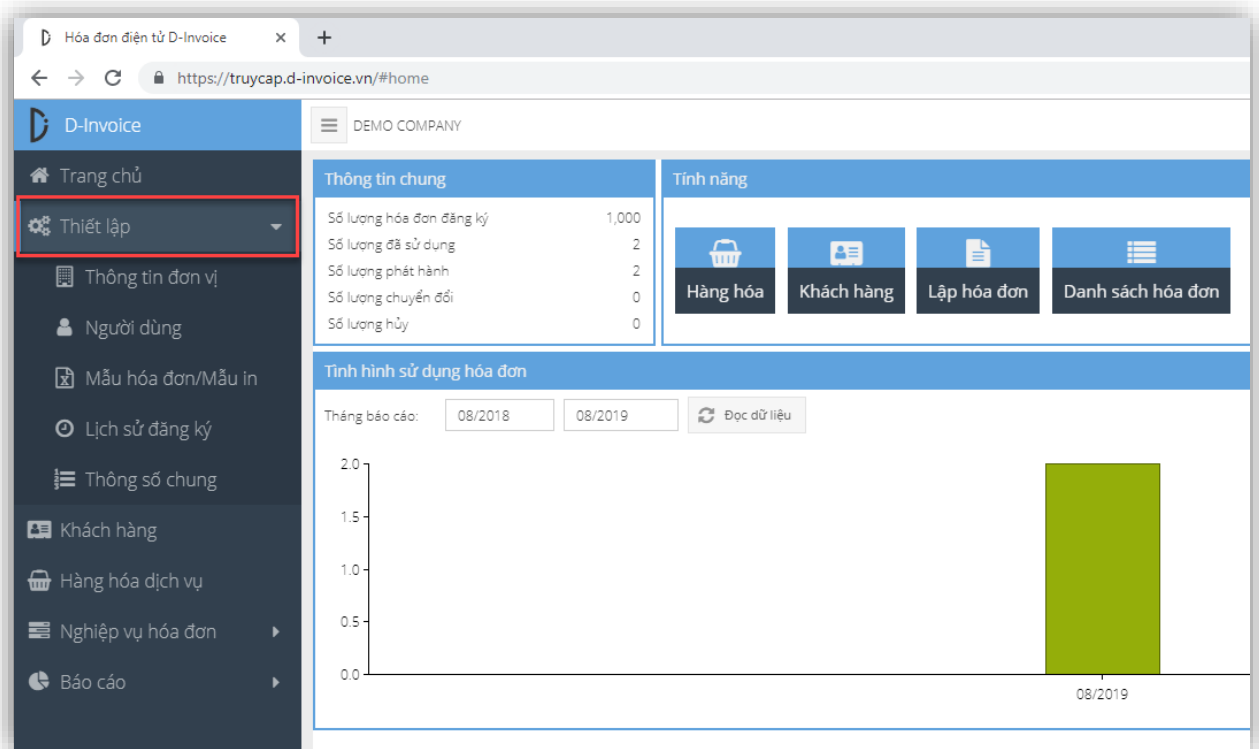 Hóa đơn điện tử D-Invoice
https://truycap.d-invoice.vn/#home
D-Invoice
DEMO COMPANY
Trang chủ
Thiết lập
Thông tin đơn vị
Người dùng
Mẫu hóa đơn/Mẫu in
Lịch sử đăng ký
Thông số chung
Khách hàng
Hàng hóa dịch vụ
Nghiệp vụ hóa đơn
Báo cáo
Thông tin chung
Số lượng hóa đơn đăng ký 1,000
Số lượng đã sử dụng 2
Số lượng phát hành 2
Số lượng chuyển đổi 0
Số lượng hủy 0
Tính năng
Hàng hóa
Khách hàng
Lập hóa đơn
Danh sách hóa đơn
Tình hình sử dụng hóa đơn
Tháng báo cáo: 08/2018 08/2019 Đọc dữ liệu
2.0
1.5
1.0
0.5
0.0
08/2019